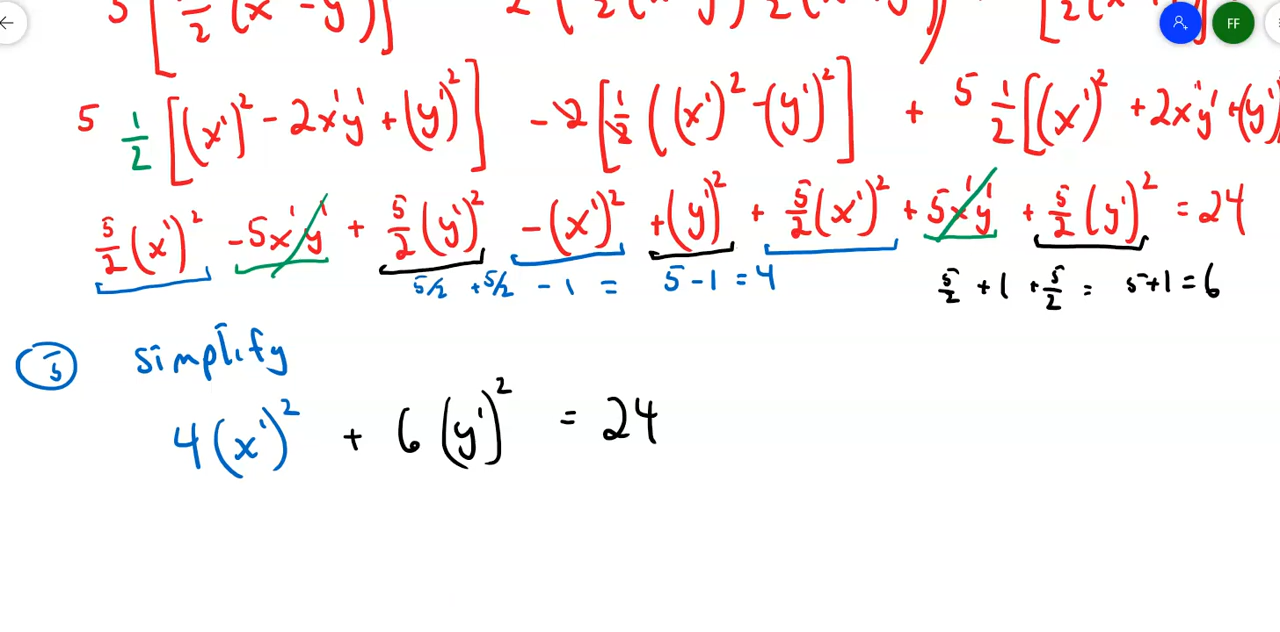 FF
5 1/2 [(x')² - 2x'y' + (y')²] - 2 [1/2 ((x')² - (y')²] + 5 1/2 [(x')² + 2x'y' + (y')
5/2 (x')² - 5x'y' + 5/2 (y')² - (x')² + (y')² + 5/2 (x')² + 5x'y' + 5/2 (y')² = 24
5/2 + 5/2 - 1 = 5 - 1 = 4 5/2 + 1 + 5/2 = 5 + 1 = 6
5 simplify
4 (x')² + 6 (y')² = 24